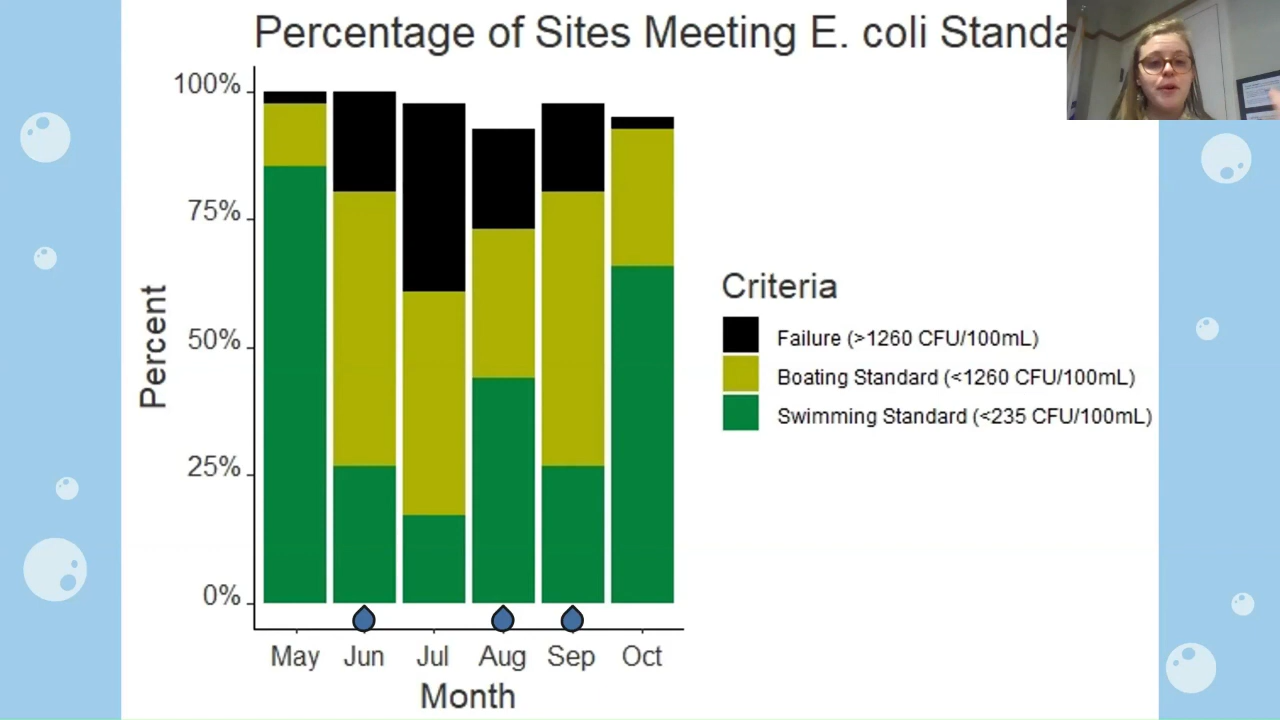 Percentage of Sites Meeting E. coli
100%
75%
50%
25%
0%
Percent
May Jun Jul Aug Sep Oct
Month
Criteria
Failure (>1260 CFU/100mL)
Boating Standard (<1260 CFU/100mL)
Swimming Standard (<235 CFU/100mL)